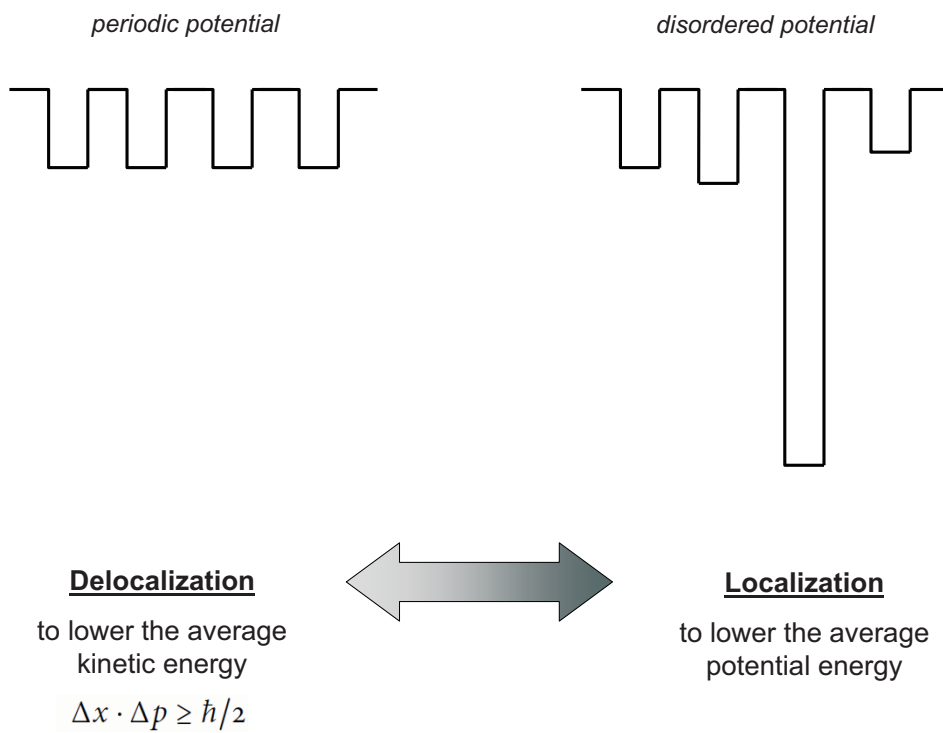 periodic potential
disordered potential
Delocalization
to lower the average
kinetic energy
Δx · Δp ≥ ħ/2
Localization
to lower the average
potential energy